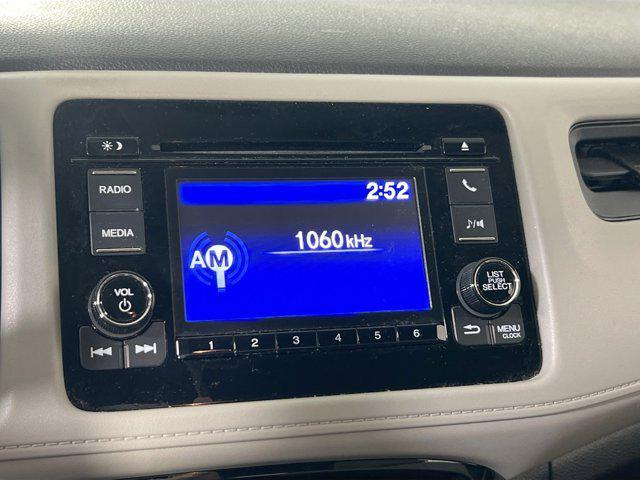 RADIO
2:52
MEDIA
1060 kHz
AM
VOL
LIST
PUSH
SELECT
MENU
CLOCK
1 2 3 4 5 6